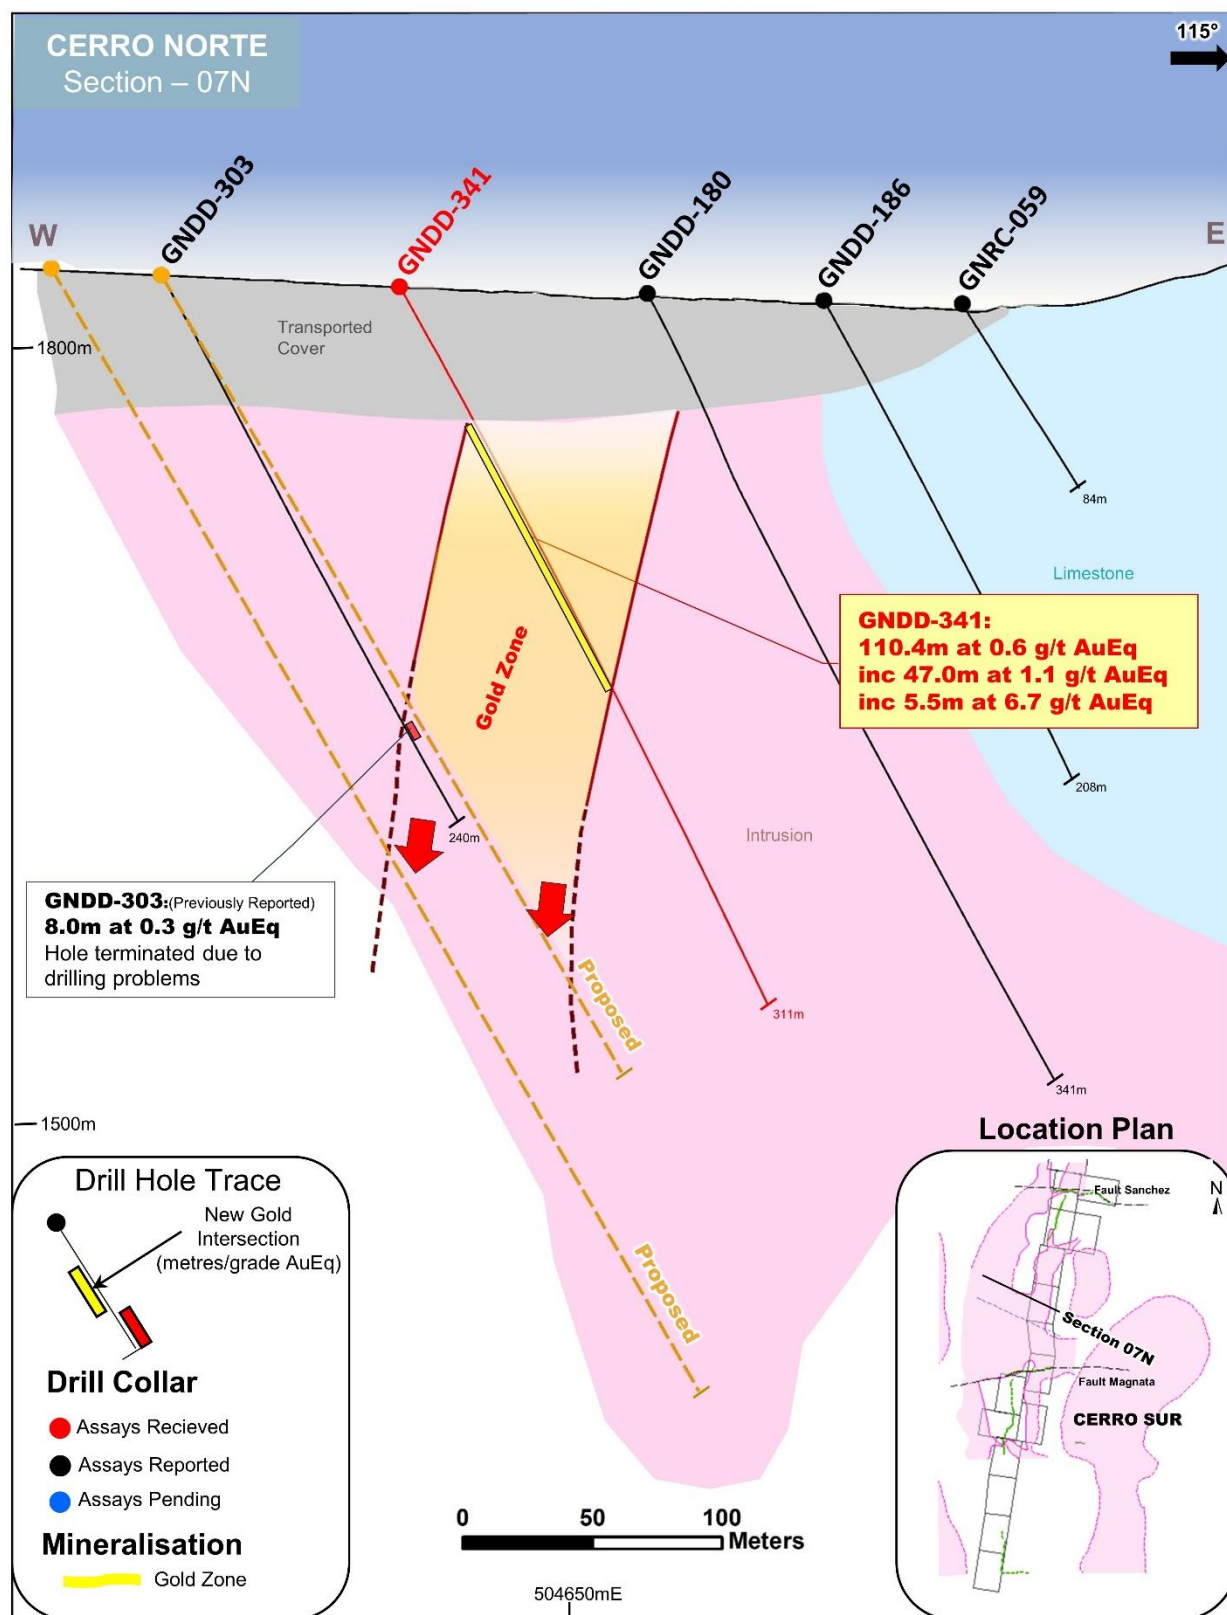 CERRO NORTE
Section – 07N
115°
W
E
GNDD-303
GNDD-341
GNDD-180
GNDD-186
GNRC-059
Transported
Cover
1800m
84m
Limestone
GNDD-341:
110.4m at 0.6 g/t AuEq
inc 47.0m at 1.1 g/t AuEq
inc 5.5m at 6.7 g/t AuEq
Gold Zone
208m
240m
Intrusion
GNDD-303:(Previously Reported)
8.0m at 0.3 g/t AuEq
Hole terminated due to
drilling problems
Proposed
311m
341m
1500m
Proposed
Drill Hole Trace
New Gold
Intersection
(metres/grade AuEq)
Drill Collar
Assays Recieved
Assays Reported
Assays Pending
Mineralisation
Gold Zone
0 50 100
Meters
504650mE
Location Plan
Fault Sanchez
N
Section 07N
Fault Magnata
CERRO SUR